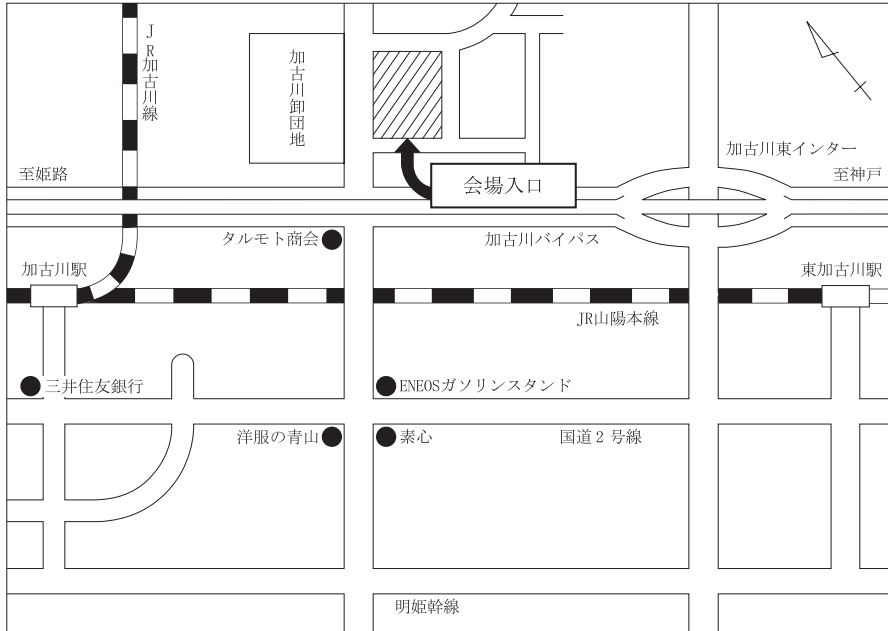 JR加古川線
加古川卸団地
加古川東インター
至姫路
至神戸
会場入口
タルモト商会
加古川バイパス
加古川駅
東加古川駅
JR山陽本線
三井住友銀行
ENEOSガソリンスタンド
洋服の青山
素心
国道2号線
明姫幹線